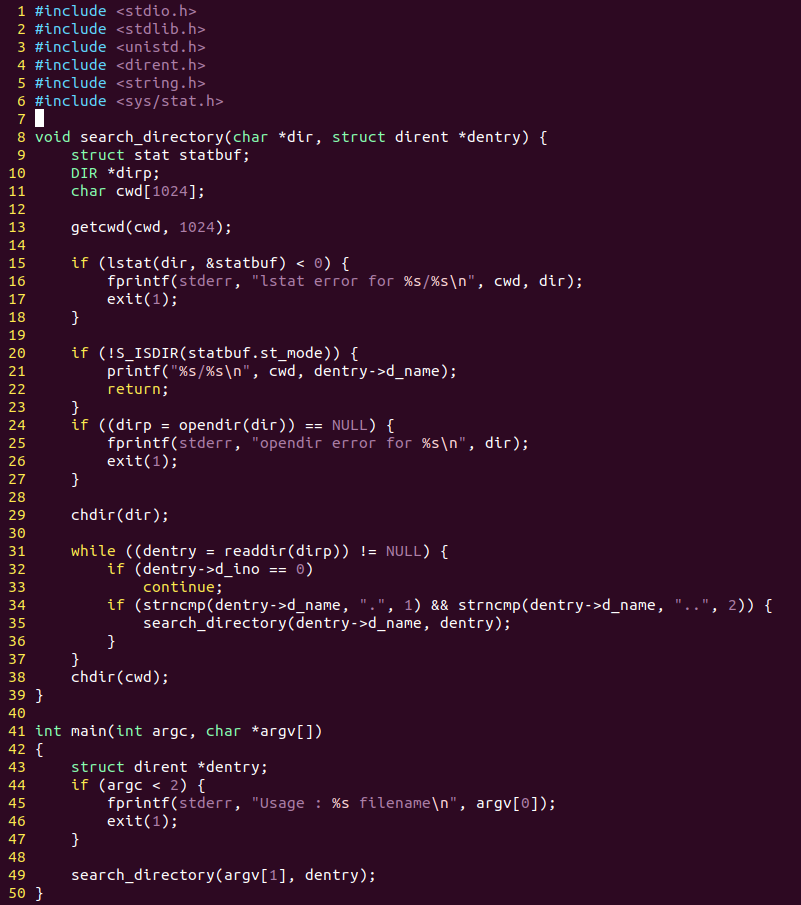 1 #include <stdio.h>
2 #include <stdlib.h>
3 #include <unistd.h>
4 #include <dirent.h>
5 #include <string.h>
6 #include <sys/stat.h>
7
8 void search_directory(char *dir, struct dirent *dentry) {
9     struct stat statbuf;
10     DIR *dirp;
11     char cwd[1024];
12
13     getcwd(cwd, 1024);
14
15     if (lstat(dir, &statbuf) < 0) {
16         fprintf(stderr, "lstat error for %s/%s\n", cwd, dir);
17         exit(1);
18     }
19
20     if (!S_ISDIR(statbuf.st_mode)) {
21         printf("%s/%s\n", cwd, dentry->d_name);
22         return;
23     }
24     if ((dirp = opendir(dir)) == NULL) {
25         fprintf(stderr, "opendir error for %s\n", dir);
26         exit(1);
27     }
28
29     chdir(dir);
30
31     while ((dentry = readdir(dirp)) != NULL) {
32         if (dentry->d_ino == 0)
33             continue;
34         if (strncmp(dentry->d_name, ".", 1) && strncmp(dentry->d_name, "..", 2)) {
35             search_directory(dentry->d_name, dentry);
36         }
37     }
38     chdir(cwd);
39 }
40
41 int main(int argc, char *argv[])
42 {
43     struct dirent *dentry;
44     if (argc < 2) {
45         fprintf(stderr, "Usage : %s filename\n", argv[0]);
46         exit(1);
47     }
48
49     search_directory(argv[1], dentry);
50 }